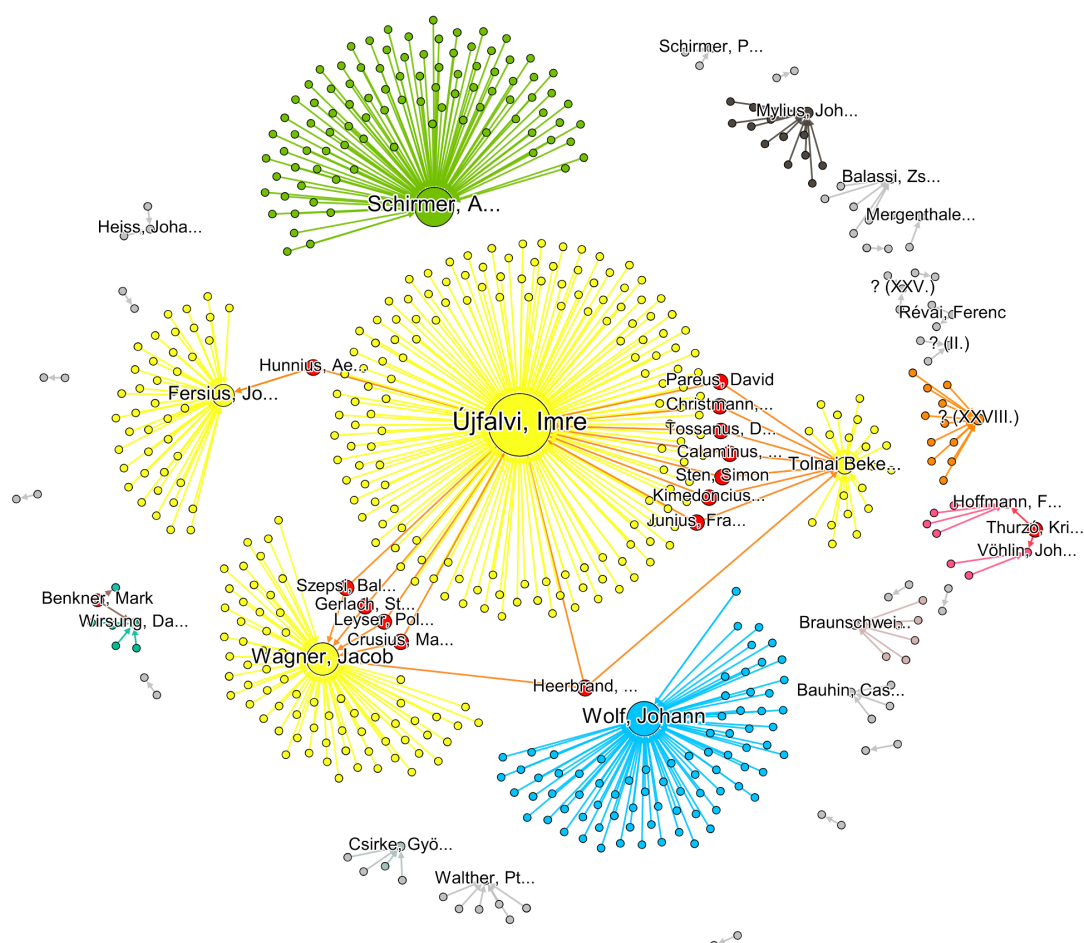 Schirmer, P...
Mylius, Joh...
Balassi, Zs...
Schirmer, A...
Mergenthale...
Heiss, Joha...
? (XXV.)
Révai, Ferenc
? (II.)
Hunnius, Ae...
Pareus, David
Fersius, Jo...
Christmann,...
? (XXVIII.)
Újfalvi, Imre
Tossanus, D...
Calaminus, ...
Tolnai Beke...
Sten, Simon
Kimedoncius...
Hoffmann, F...
Junius, Fra...
Thurzó, Kri...
Vöhlin, Joh...
Szepsi, Bal...
Benkner, Mark
Gerlach, St...
Leyser, Pol...
Wirsung, Da...
Braunschwei...
Crusius, Ma...
Wagner, Jacob
Heerbrand, ...
Bauhin, Cas...
Wolf, Johann
Csirke, Gyö...
Walther, Pt...